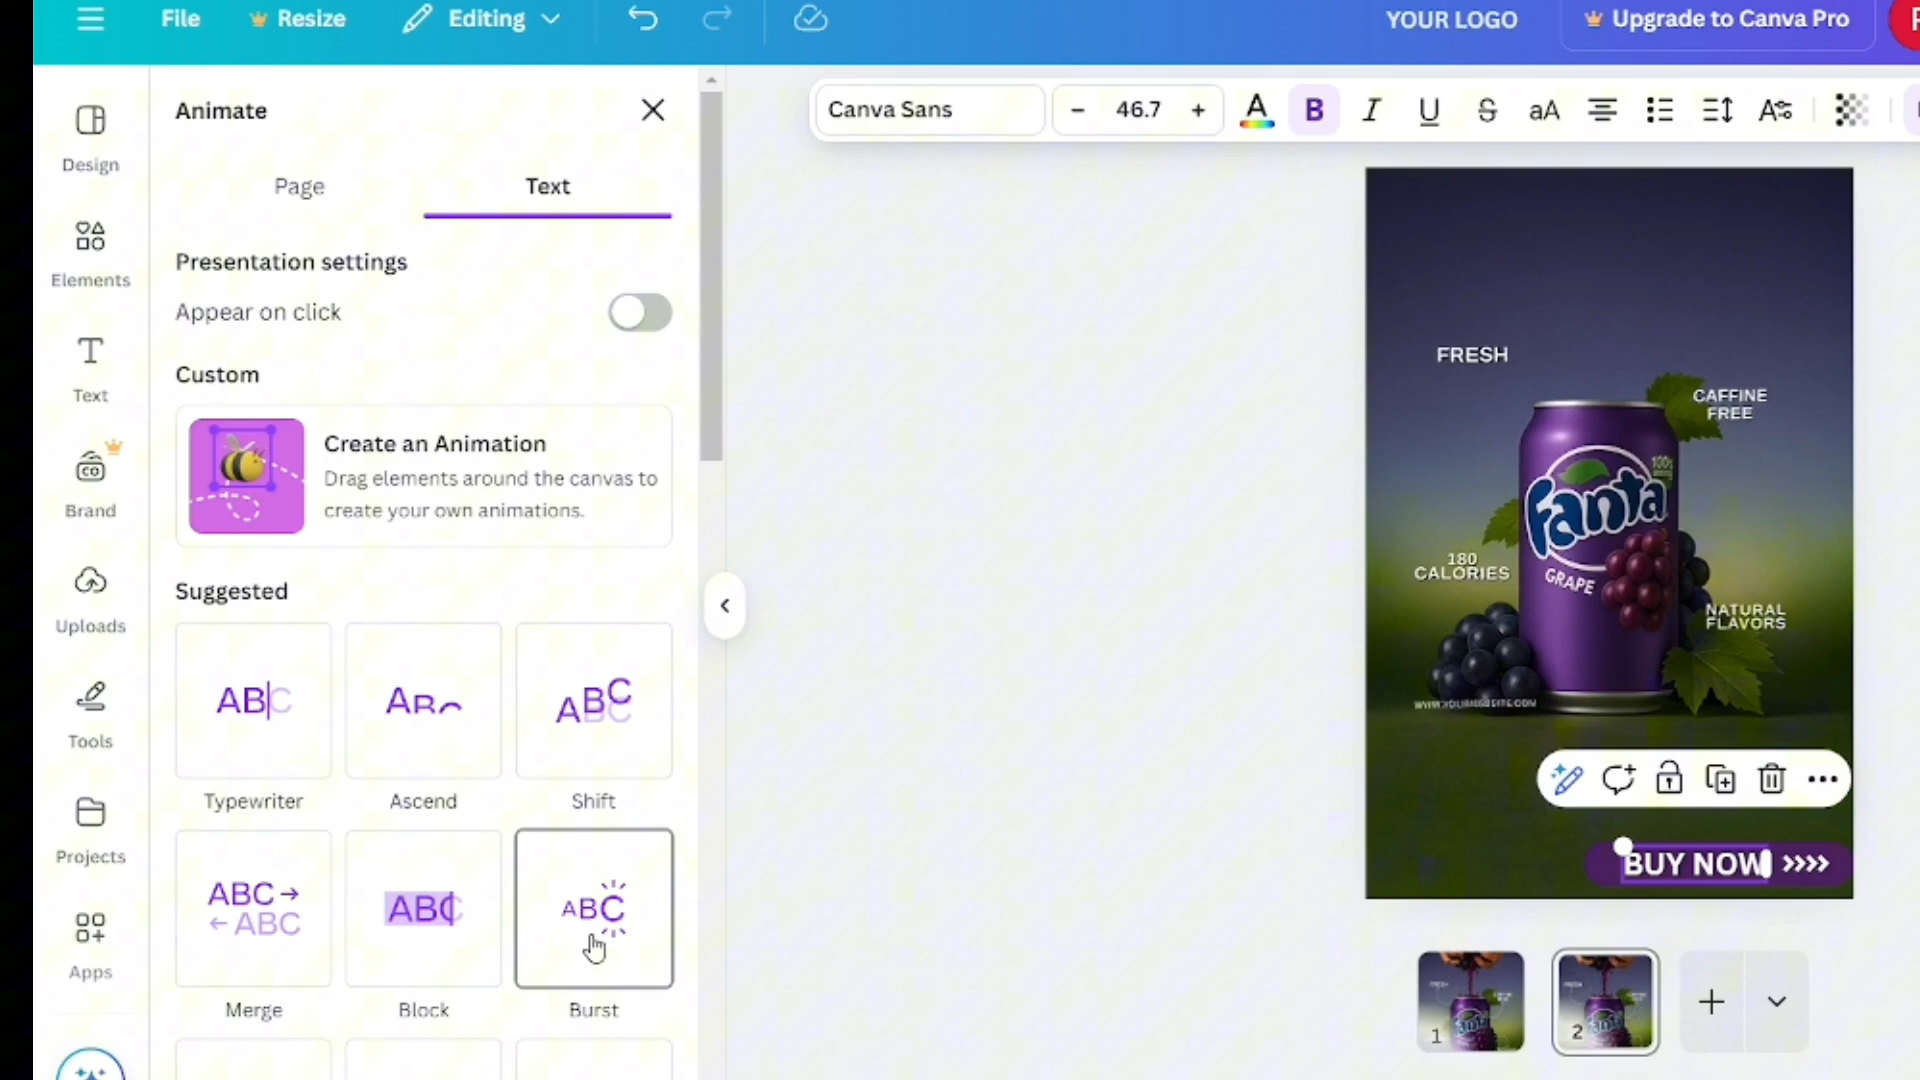 File
Resize
Editing
YOUR LOGO
Upgrade to Canva Pro
Design
Elements
Text
Brand
Uploads
Tools
Projects
Apps
Animate
Page
Text
Presentation settings
Appear on click
Custom
Create an Animation
Drag elements around the canvas to
create your own animations.
Suggested
ABC
Typewriter
ABC
Ascend
ABC
Shift
ABC→
←ABC
Merge
ABC
Block
ABC
Burst
Canva Sans
− 46.7 +
A B I U S aA
FRESH
CAFFINE
FREE
100%
fanta
GRAPE
180
CALORIES
NATURAL
FLAVORS
BUY NOW
1
2